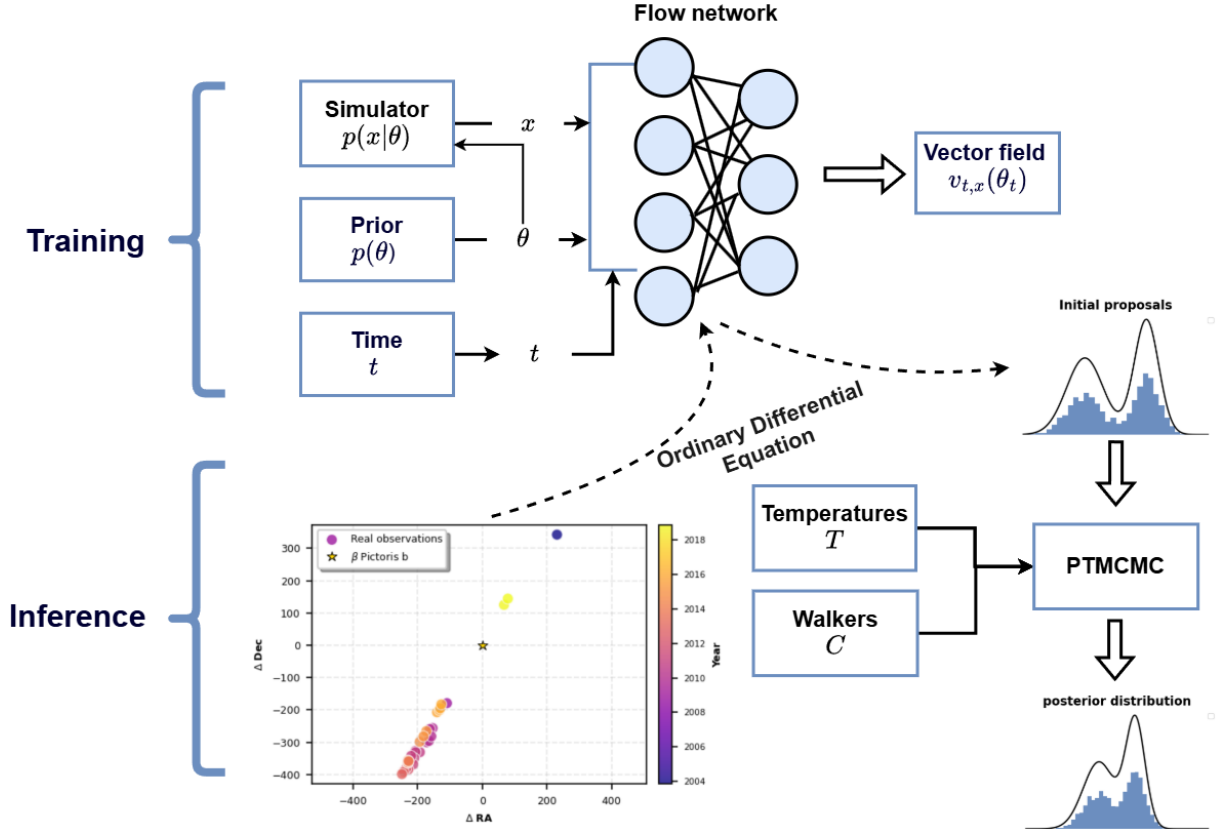 Flow network
Simulator
p(x|θ)
x
Vector field
v_{t,x}(θ_t)
Training
Prior
p(θ)
θ
Time
t
t
Initial proposals
Ordinary Differential
Equation
Inference
Temperatures
T
PTMCMC
Walkers
C
Real observations
β Pictoris b
300
200
100
0
−100
−200
−300
−400
Δ Dec
−400
−200
0
200
400
Δ RA
2018
2016
2014
2012
2010
2008
2006
2004
Year
posterior distribution